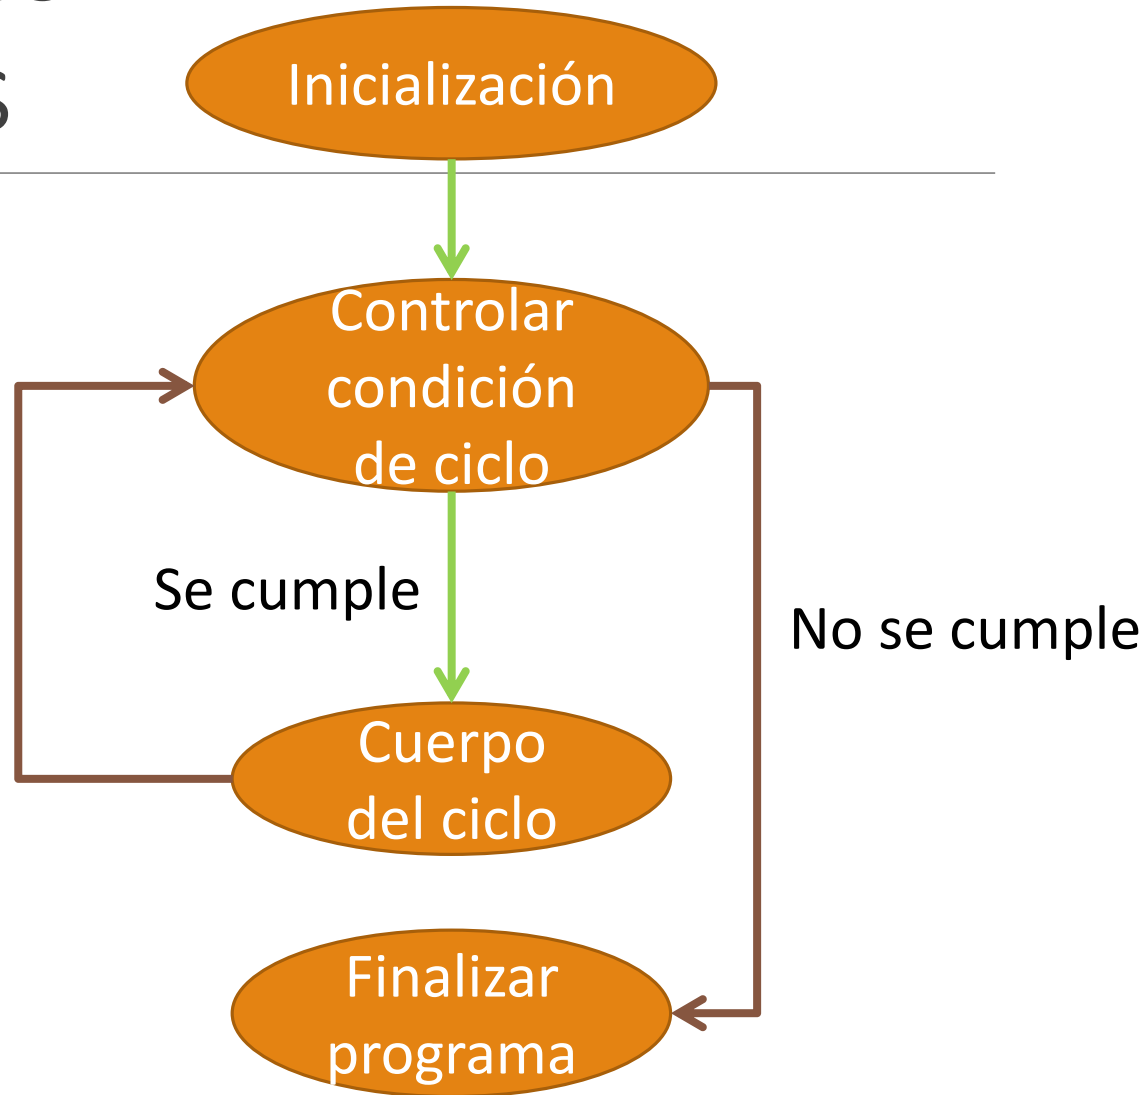 Inicialización
Controlar
condición
de ciclo
Se cumple
No se cumple
Cuerpo
del ciclo
Finalizar
programa